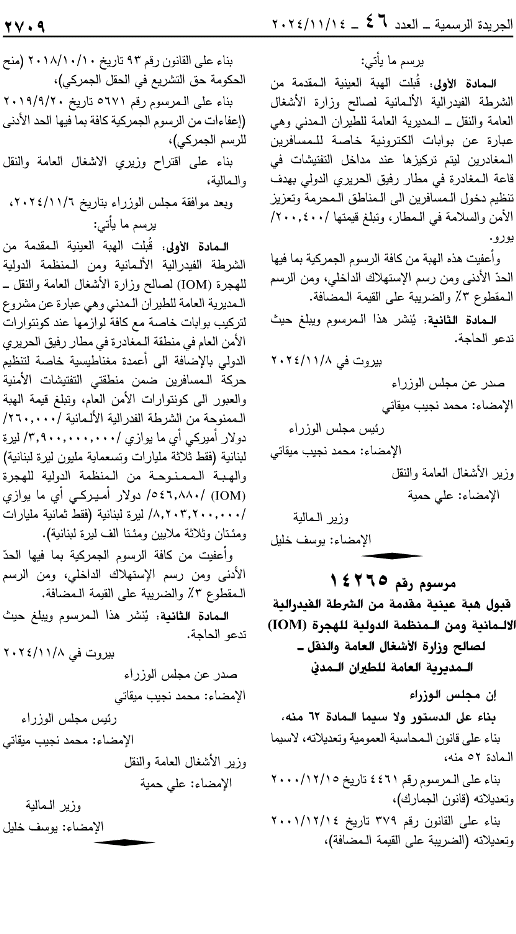 الجريدة الرسمية ـ العدد ٤٦ ـ ٢٠٢٤/١١/١٤
٢٧٠٩
يرسم ما يأتي:
المادة الأولى: قُبلت الهبة العينية المقدمة من
الشرطة الفيدرالية الألمانية لصالح وزارة الأشغال
العامة والنقل ـ المديرية العامة للطيران المدني وهي
عبارة عن بوابات الكترونية خاصة للمسافرين
المغادرين ليتم تركيزها عند مداخل التفتيشات في
قاعة المغادرة في مطار رفيق الحريري الدولي بهدف
تنظيم دخول المسافرين الى المناطق المحرمة وتعزيز
الأمن والسلامة في المطار، وتبلغ قيمتها /٢٠٠,٤٠٠/
يورو.
وأُعفيت هذه الهبة من كافة الرسوم الجمركية بما فيها
الحدّ الأدنى ومن رسم الإستهلاك الداخلي، ومن الرسم
المقطوع ٣٪ والضريبة على القيمة المضافة.
المادة الثانية: يُنشر هذا المرسوم ويبلغ حيث
تدعو الحاجة.
بيروت في ٢٠٢٤/١١/٨
صدر عن مجلس الوزراء
الإمضاء: محمد نجيب ميقاتي
رئيس مجلس الوزراء
الإمضاء: محمد نجيب ميقاتي
وزير الأشغال العامة والنقل
الإمضاء: علي حمية
وزير المالية
الإمضاء: يوسف خليل
مرسوم رقم ١٤٢٦٥
قبول هبة عينية مقدمة من الشرطة الفيدرالية
الالمانية ومن المنظمة الدولية للهجرة (IOM)
لصالح وزارة الأشغال العامة والنقل ـ
المديرية العامة للطيران المدني
إن مجلس الوزراء
بناء على الدستور ولا سيما المادة ٦٢ منه،
بناء على قانون المحاسبة العمومية وتعديلاته، لاسيما
المادة ٥٢ منه،
بناء على المرسوم رقم ٤٤٦١ تاريخ ٢٠٠٠/١٢/١٥
وتعديلاته (قانون الجمارك)،
بناء على القانون رقم ٣٧٩ تاريخ ٢٠٠١/١٢/١٤
وتعديلاته (الضريبة على القيمة المضافة)،
بناء على القانون رقم ٩٣ تاريخ ٢٠١٨/١٠/١٠ (منح
الحكومة حق التشريع في الحقل الجمركي)،
بناء على المرسوم رقم ٥٦٧١ تاريخ ٢٠١٩/٩/٢٠
(إعفاءات من الرسوم الجمركية كافة بما فيها الحد الأدنى
للرسم الجمركي)،
بناء على اقتراح وزيري الاشغال العامة والنقل
والمالية،
وبعد موافقة مجلس الوزراء بتاريخ ٢٠٢٤/١١/٦،
يرسم ما يأتي:
المادة الأولى: قُبلت الهبة العينية المقدمة من
الشرطة الفيدرالية الألمانية ومن المنظمة الدولية
للهجرة (IOM) لصالح وزارة الأشغال العامة والنقل ـ
المديرية العامة للطيران المدني وهي عبارة عن مشروع
لتركيب بوابات خاصة مع كافة لوازمها عند كونتوارات
الأمن العام في منطقة المغادرة في مطار رفيق الحريري
الدولي بالإضافة الى أعمدة مغناطيسية خاصة لتنظيم
حركة المسافرين ضمن منطقتي التفتيشات الأمنية
والعبور الى كونتوارات الأمن العام، وتبلغ قيمة الهبة
الممنوحة من الشرطة الفدرالية الألمانية /٢٦٠,٠٠٠/
دولار أميركي أي ما يوازي /٣,٩٠٠,٠٠٠,٠٠٠/ ليرة
لبنانية (فقط ثلاثة مليارات وتسعماية مليون ليرة لبنانية)
والهبة الممنوحة من المنظمة الدولية للهجرة
(IOM) /٥٤٦,٨٨٠/ دولار أميركي أي ما يوازي
/٨,٢٠٣,٢٠٠,٠٠٠/ ليرة لبنانية (فقط ثمانية مليارات
ومئتان وثلاثة ملايين ومئتا الف ليرة لبنانية).
وأُعفيت من كافة الرسوم الجمركية بما فيها الحدّ
الأدنى ومن رسم الإستهلاك الداخلي، ومن الرسم
المقطوع ٣٪ والضريبة على القيمة المضافة.
المادة الثانية: يُنشر هذا المرسوم ويبلغ حيث
تدعو الحاجة.
بيروت في ٢٠٢٤/١١/٨
صدر عن مجلس الوزراء
الإمضاء: محمد نجيب ميقاتي
رئيس مجلس الوزراء
الإمضاء: محمد نجيب ميقاتي
وزير الأشغال العامة والنقل
الإمضاء: علي حمية
وزير المالية
الإمضاء: يوسف خليل